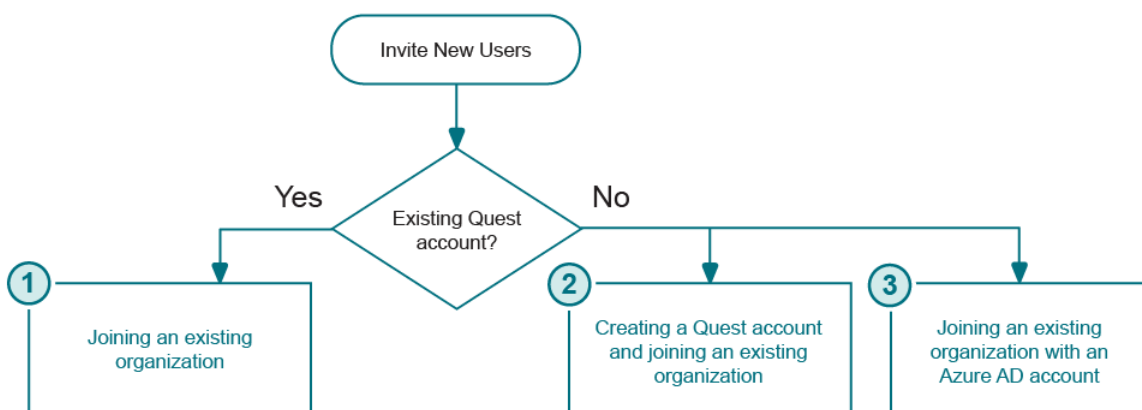 Invite New Users
Yes
No
Existing Quest
account?
1
Joining an existing
organization
2
Creating a Quest account
and joining an existing
organization
3
Joining an existing
organization with an
Azure AD account